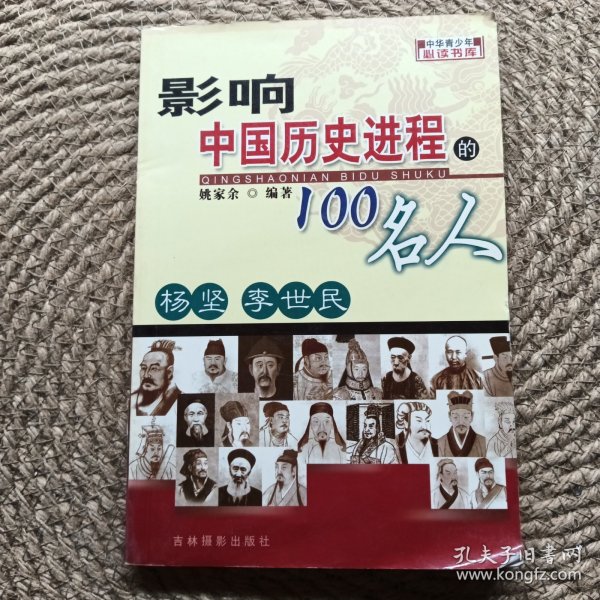 中华青少年
必读书库
影响
中国历史进程的
QINGSHAONIAN BIDU SHUKU
姚家余◎编著
100名人
杨坚 李世民
吉林摄影出版社
孔夫子旧书网
www.kongfz.com